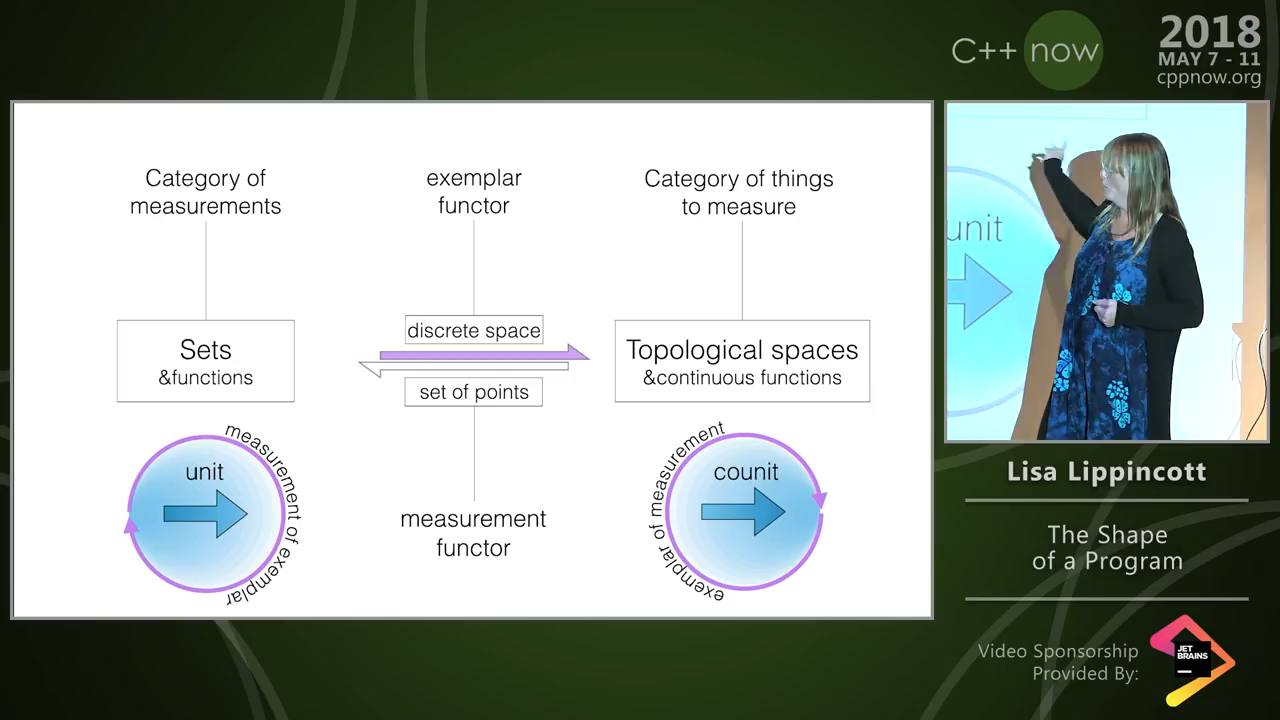 C++ now
2018
MAY 7 - 11
cppnow.org
Category of
measurements
exemplar
functor
Category of things
to measure
discrete space
Sets
&functions
Topological spaces
&continuous functions
set of points
unit
measurement of exemplar
counit
exemplar of measurement
measurement
functor
unit
Lisa Lippincott
The Shape
of a Program
Video Sponsorship
Provided By:
JET
BRAINS